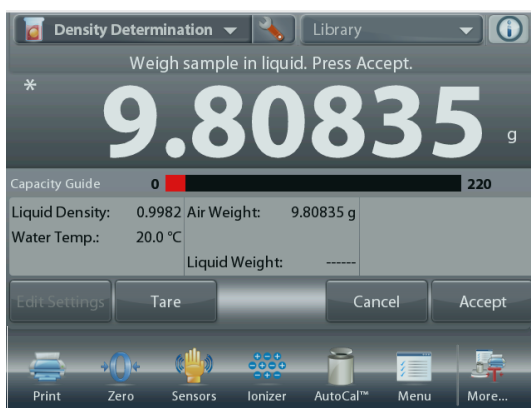 Density Determination Library
Weigh sample in liquid. Press Accept.
* 9.80835 g
Capacity Guide 0 220
Liquid Density: 0.9982 Air Weight: 9.80835 g
Water Temp.: 20.0 °C
Liquid Weight: ------
Edit Settings Tare Cancel Accept
Print Zero Sensors Ionizer AutoCal™ Menu More...